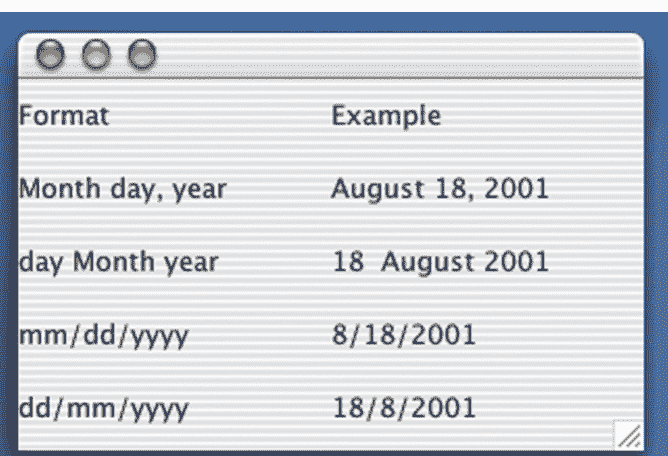 Format Example
Month day, year August 18, 2001
day Month year 18  August 2001
mm/dd/yyyy 8/18/2001
dd/mm/yyyy 18/8/2001